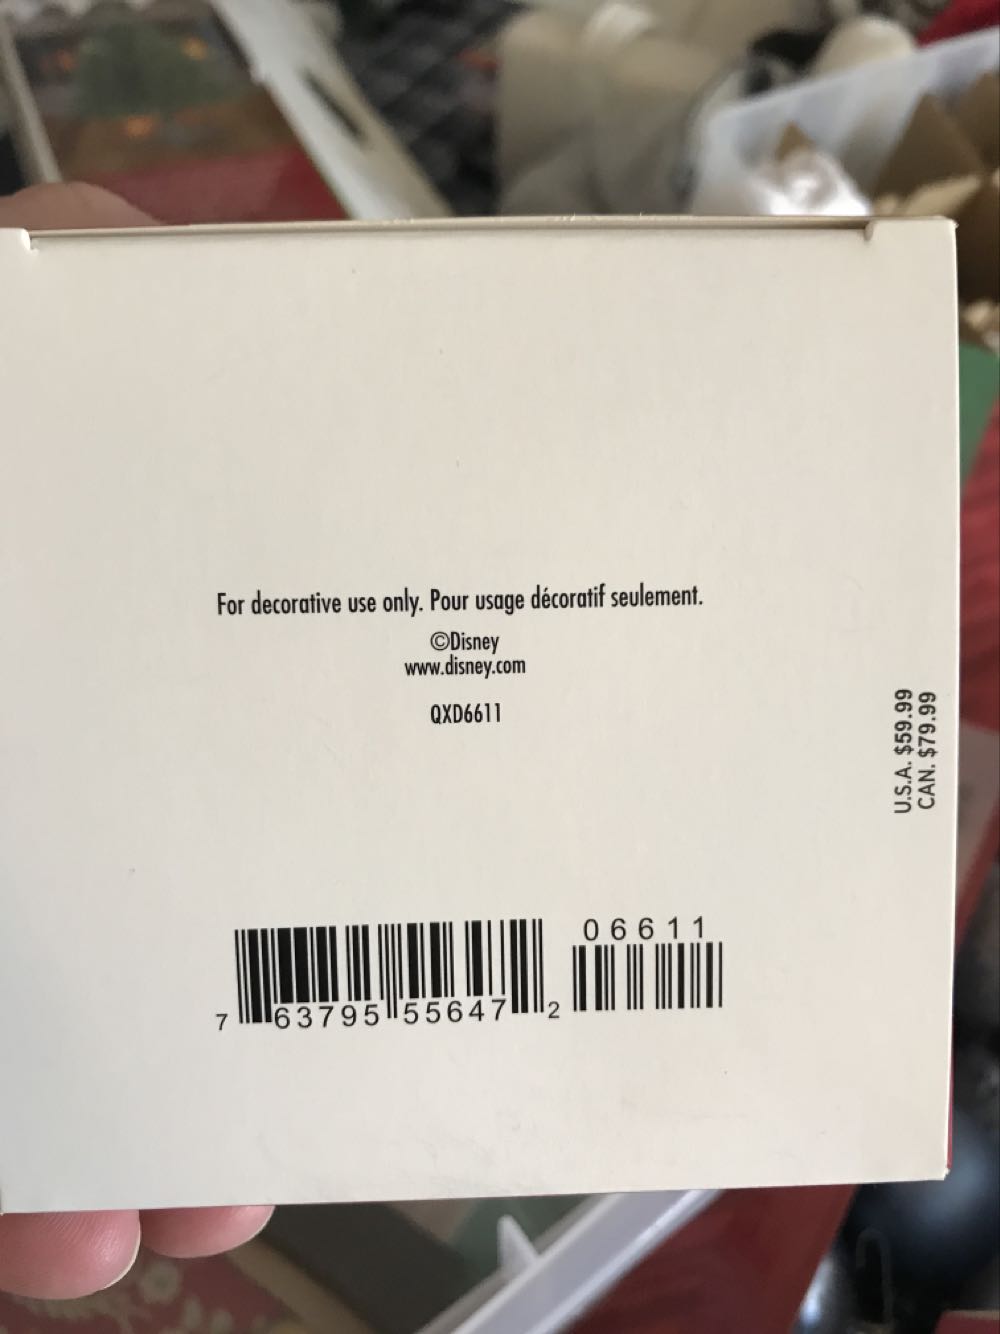 For decorative use only. Pour usage décoratif seulement.
©Disney
www.disney.com
QXD6611
U.S.A. $59.99
CAN. $79.99
06611
7 63795 55647 2